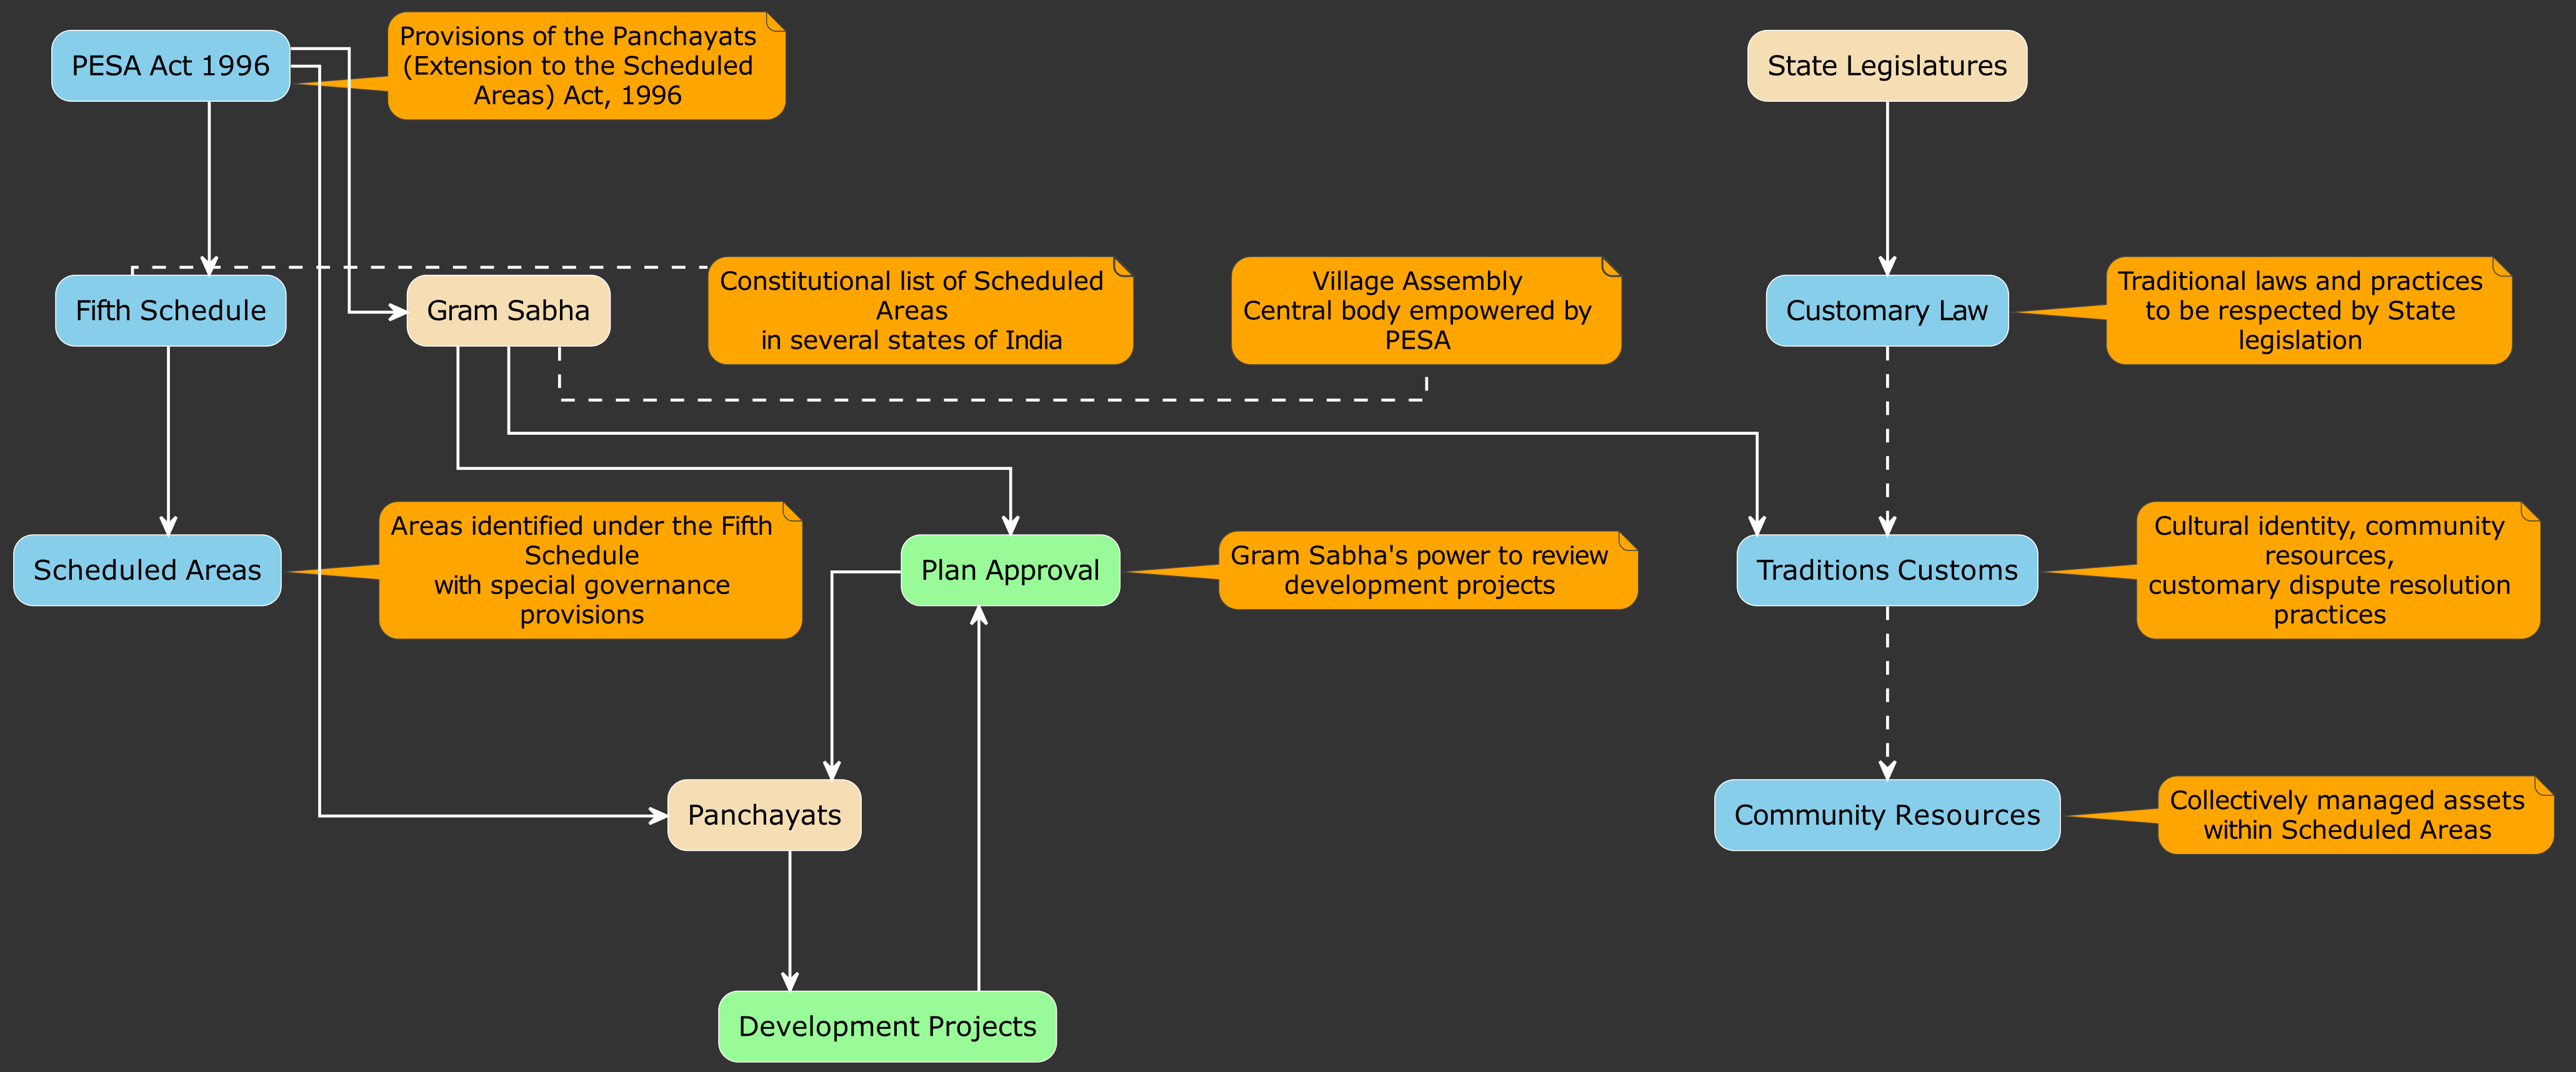 PESA Act 1996
Provisions of the Panchayats
(Extension to the Scheduled
Areas) Act, 1996
State Legislatures
Fifth Schedule
Gram Sabha
Constitutional list of Scheduled
Areas
in several states of India
Village Assembly
Central body empowered by
PESA
Customary Law
Traditional laws and practices
to be respected by State
legislation
Scheduled Areas
Areas identified under the Fifth
Schedule
with special governance
provisions
Plan Approval
Gram Sabha's power to review
development projects
Traditions Customs
Cultural identity, community
resources,
customary dispute resolution
practices
Panchayats
Community Resources
Collectively managed assets
within Scheduled Areas
Development Projects